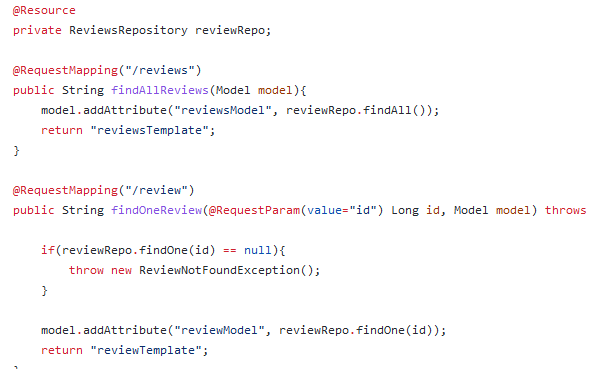 @Resource
private ReviewsRepository reviewRepo;
@RequestMapping("/reviews")
public String findAllReviews(Model model){
model.addAttribute("reviewsModel", reviewRepo.findAll());
return "reviewsTemplate";
}
@RequestMapping("/review")
public String findOneReview(@RequestParam(value="id") Long id, Model model) throws
if(reviewRepo.findOne(id) == null){
throw new ReviewNotFoundException();
}
model.addAttribute("reviewModel", reviewRepo.findOne(id));
return "reviewTemplate";